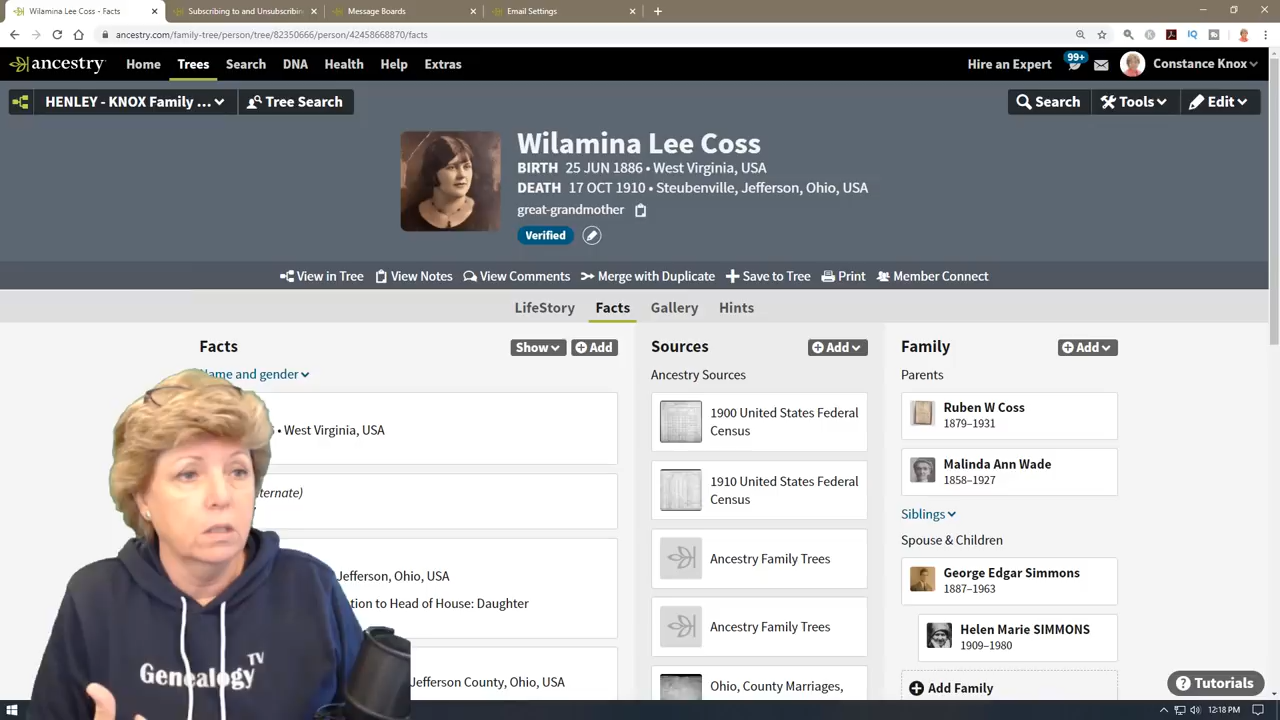 Wilamina Lee Coss - Facts
Subscribing to and Unsubscribin
Message Boards
Email Settings
ancestry.com/family-tree/person/tree/82350666/person/42458668870/facts
ancestry
Home
Trees
Search
DNA
Health
Help
Extras
Hire an Expert
99+
Constance Knox
HENLEY - KNOX Family ...
Tree Search
Search
Tools
Edit
Wilamina Lee Coss
BIRTH 25 JUN 1886 • West Virginia, USA
DEATH 17 OCT 1910 • Steubenville, Jefferson, Ohio, USA
great-grandmother
Verified
View in Tree
View Notes
View Comments
Merge with Duplicate
Save to Tree
Print
Member Connect
LifeStory
Facts
Gallery
Hints
Facts
Show
Add
Name and gender
• West Virginia, USA
ternate)
Jefferson, Ohio, USA
tion to Head of House: Daughter
Jefferson County, Ohio, USA
Sources
Add
Ancestry Sources
1900 United States Federal
Census
1910 United States Federal
Census
Ancestry Family Trees
Ancestry Family Trees
Ohio, County Marriages,
Family
Add
Parents
Ruben W Coss
1879–1931
Malinda Ann Wade
1858–1927
Siblings
Spouse & Children
George Edgar Simmons
1887–1963
Helen Marie SIMMONS
1909–1980
Add Family
Tutorials
GenealogyTV
12:18 PM